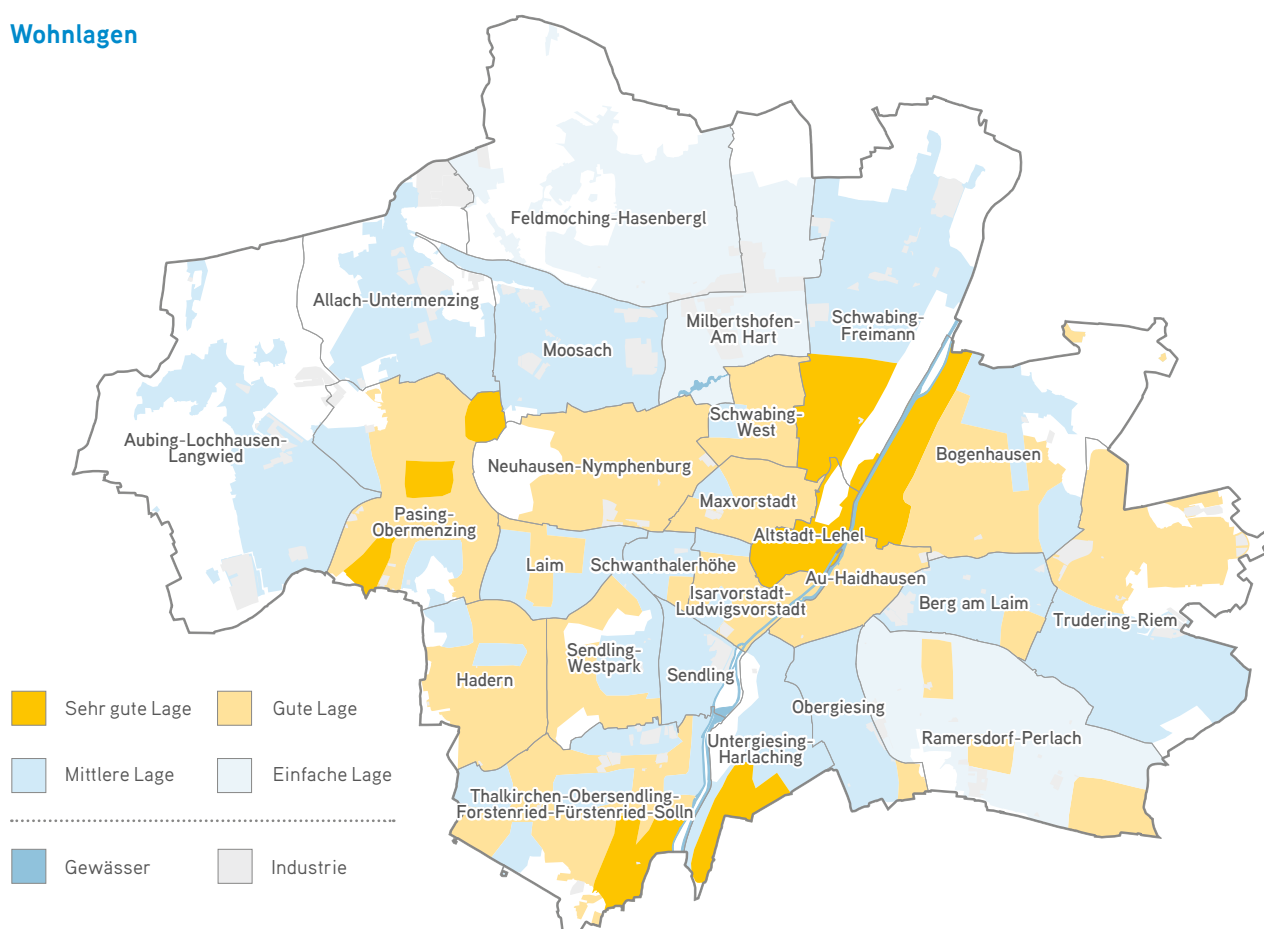 Wohnlagen
Feldmoching-Hasenbergl
Allach-Untermenzing
Moosach
Milbertshofen-
Am Hart
Schwabing-
Freimann
Aubing-Lochhausen-
Langwied
Neuhausen-Nymphenburg
Schwabing-
West
Bogenhausen
Maxvorstadt
Pasing-
Obermenzing
Altstadt-Lehel
Laim
Schwanthalerhöhe
Au-Haidhausen
Isarvorstadt-
Ludwigsvorstadt
Berg am Laim
Trudering-Riem
Hadern
Sendling-
Westpark
Sendling
Obergiesing
Untergiesing-
Harlaching
Ramersdorf-Perlach
Thalkirchen-Obersendling-
Forstenried-Fürstenried-Solln
Sehr gute Lage
Gute Lage
Mittlere Lage
Einfache Lage
Gewässer
Industrie